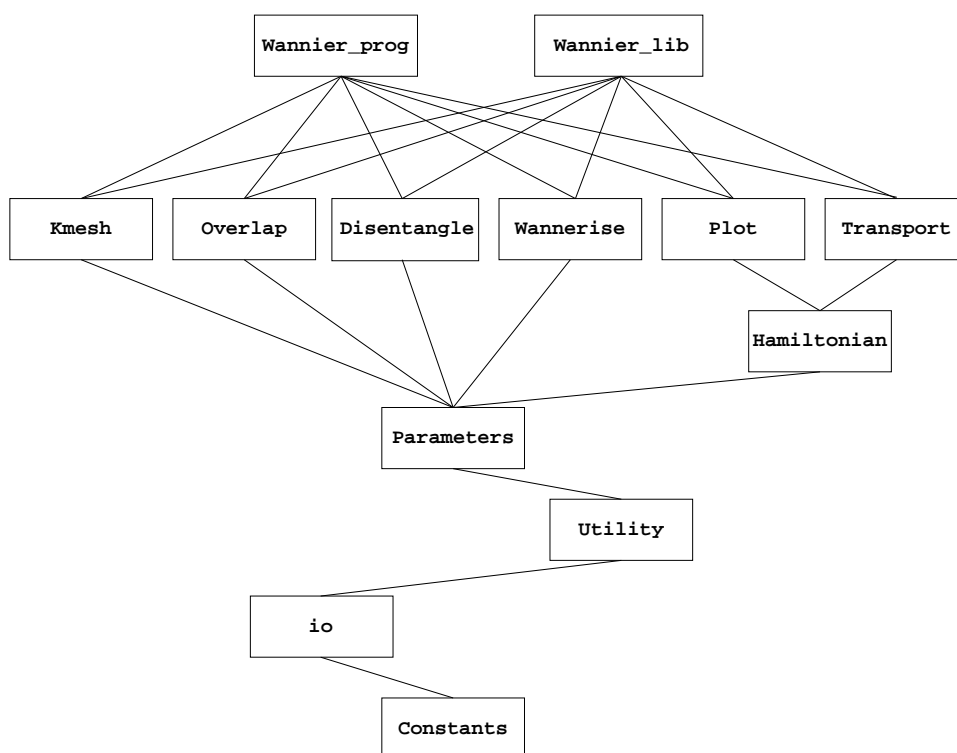 Wannier_prog
Wannier_lib
Kmesh
Overlap
Disentangle
Wannerise
Plot
Transport
Hamiltonian
Parameters
Utility
io
Constants